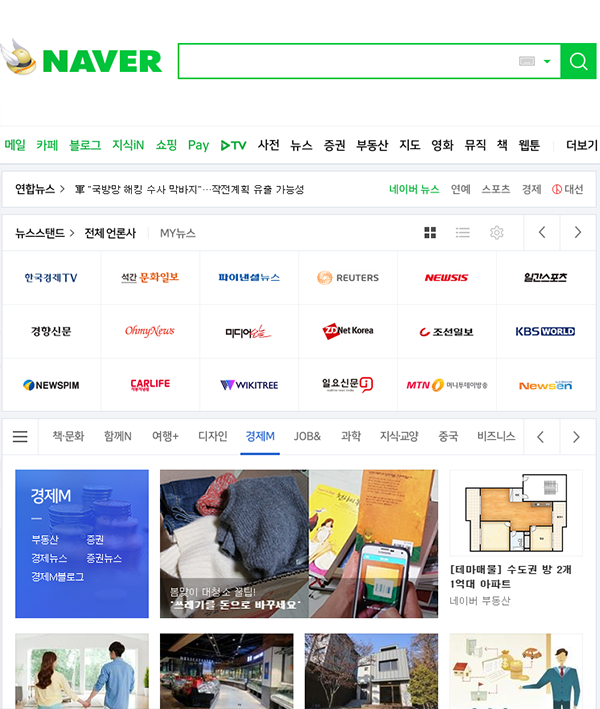 NAVER
메일 카페 블로그 지식iN 쇼핑 Pay TV 사전 뉴스 증권 부동산 지도 영화 뮤직 책 웹툰 더보기
연합뉴스 > 軍 "국방망 해킹 수사 막바지"…작전계획 유출 가능성 네이버 뉴스 연예 스포츠 경제 대선
뉴스스탠드 > 전체 언론사 MY뉴스
한국경제TV 석간 문화일보 파이낸셜뉴스 REUTERS NEWSIS 일간스포츠
경향신문 OhmyNews 미디어오늘 ZDNet Korea 조선일보 KBS WORLD
NEWSPIM CARLIFE WIKITREE 일요신문 MTN 머니투데이방송 Newsen
책·문화 함께N 여행+ 디자인 경제M JOB& 과학 지식·교양 중국 비즈니스
경제M
부동산 증권
경제뉴스 증권뉴스
경제M블로그
봄맞이 대청소 꿀팁!
"쓰레기를 돈으로 바꾸세요"
[테마매물] 수도권 방 2개
1억대 아파트
네이버 부동산